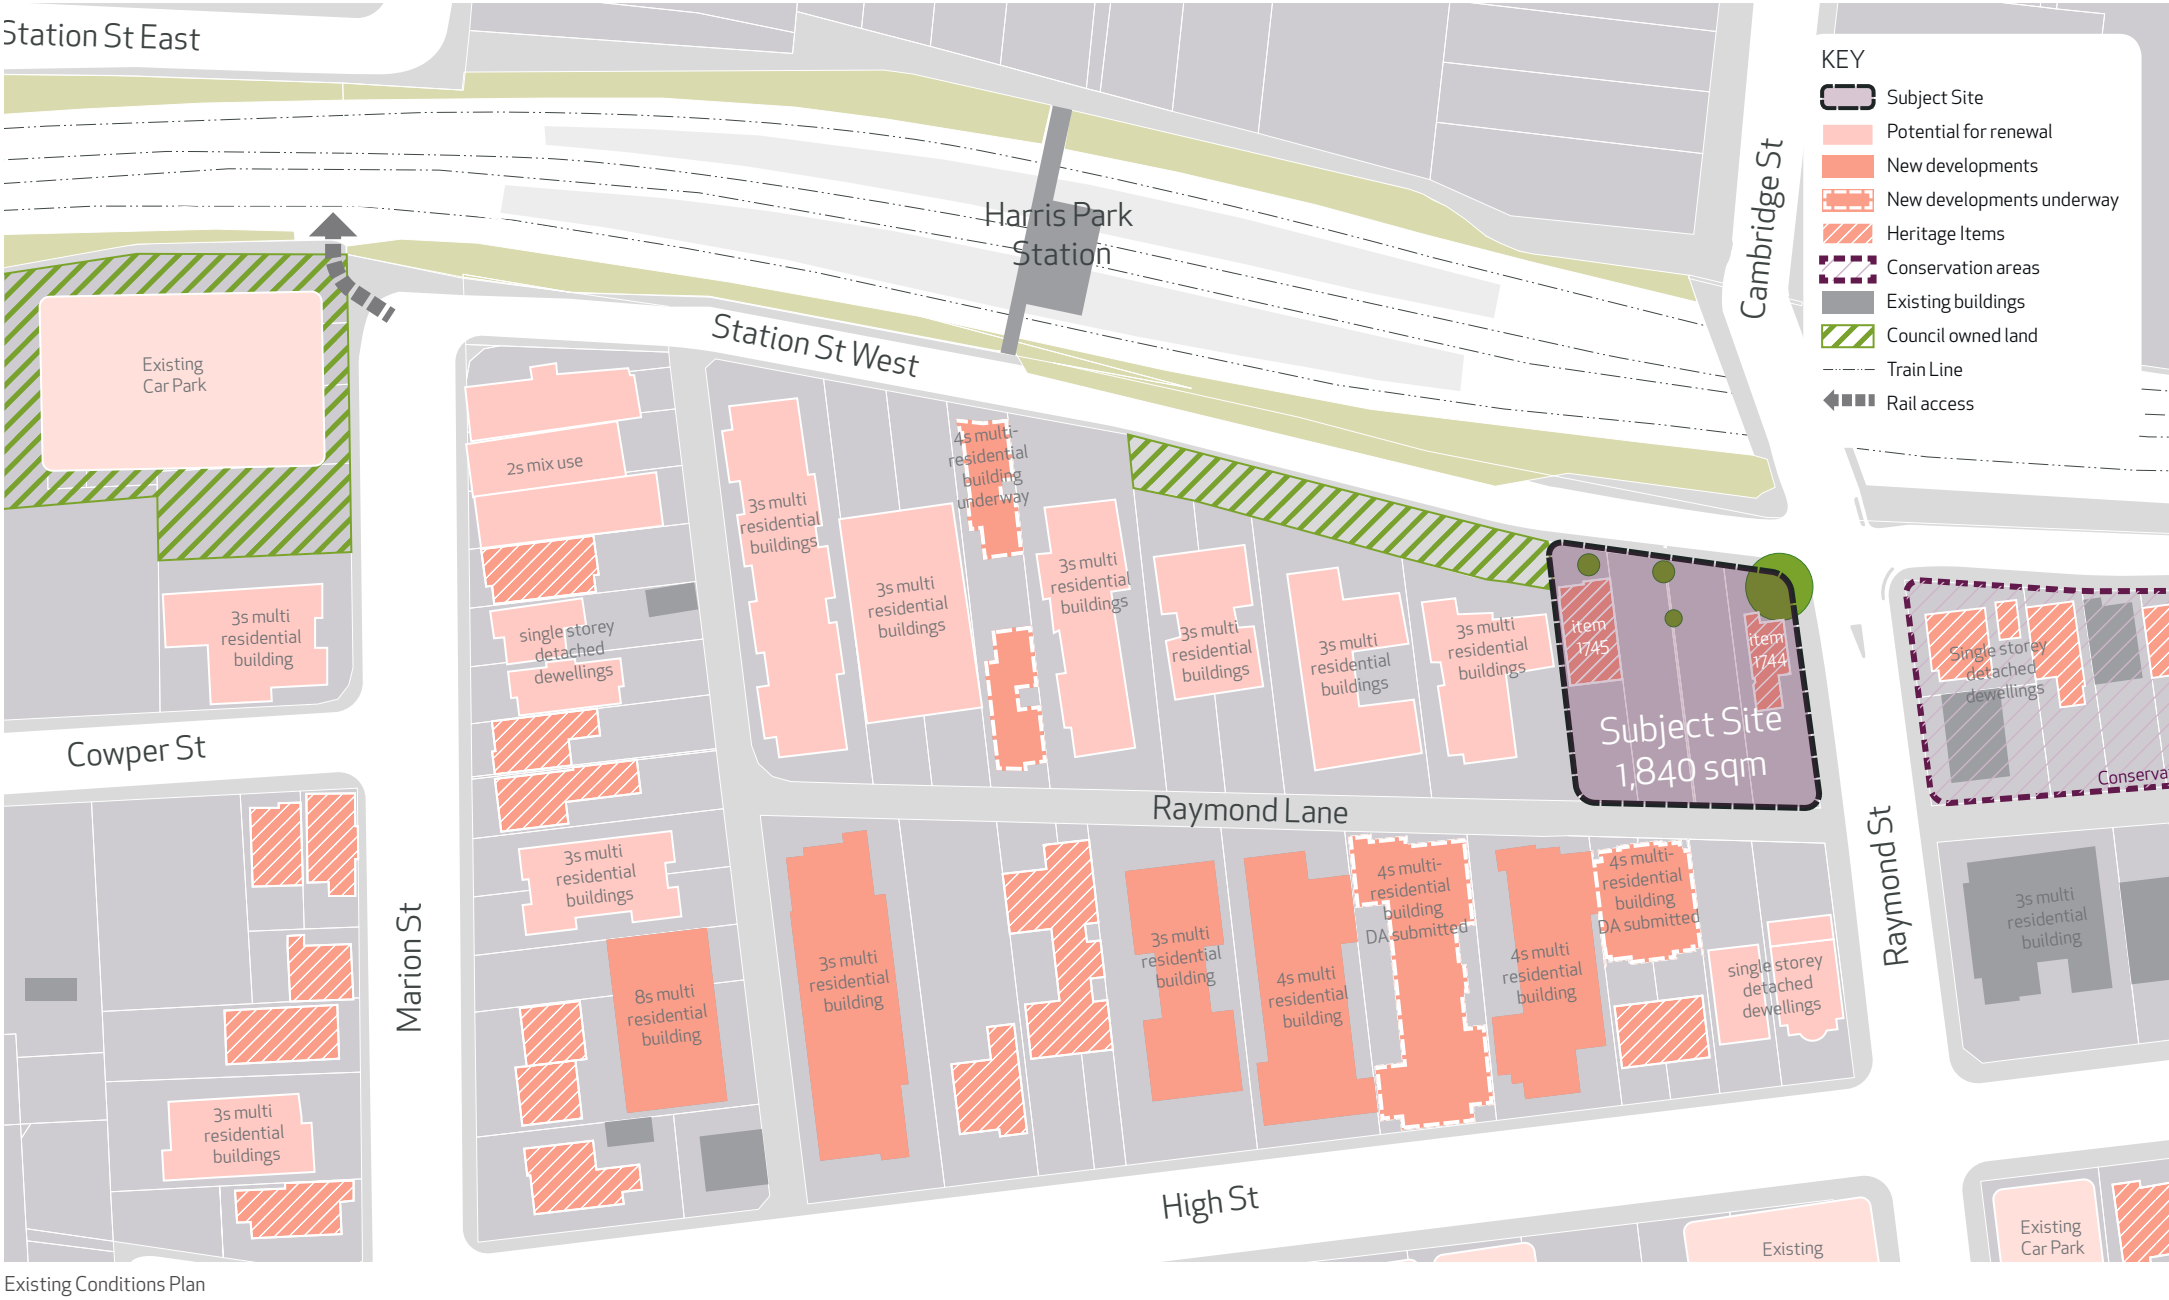 Station St East
KEY
Subject Site
Potential for renewal
New developments
New developments underway
Heritage Items
Conservation areas
Existing buildings
Council owned land
Train Line
Rail access
Cambridge St
Harris Park
Station
Station St West
Existing
Car Park
2s mix use
3s multi
residential
buildings
3s multi
residential
buildings
4s multi-
residential
building
underway
3s multi
residential
buildings
3s multi
residential
buildings
3s multi
residential
buildings
3s multi
residential
buildings
item
1745
item
1744
Subject Site
1,840 sqm
Single storey
detached
dewellings
Conserva
3s multi
residential
building
single storey
detached
dewellings
Cowper St
Raymond Lane
Raymond St
Marion St
3s multi
residential
buildings
8s multi
residential
building
3s multi
residential
building
3s multi
residential
building
4s multi
residential
building
4s multi-
residential
building
DA submitted
4s multi
residential
building
4s multi-
residential
building
DA submitted
single storey
detached
dewellings
3s multi
residential
building
3s multi
residential
buildings
High St
Existing
Existing
Car Park
Existing Conditions Plan